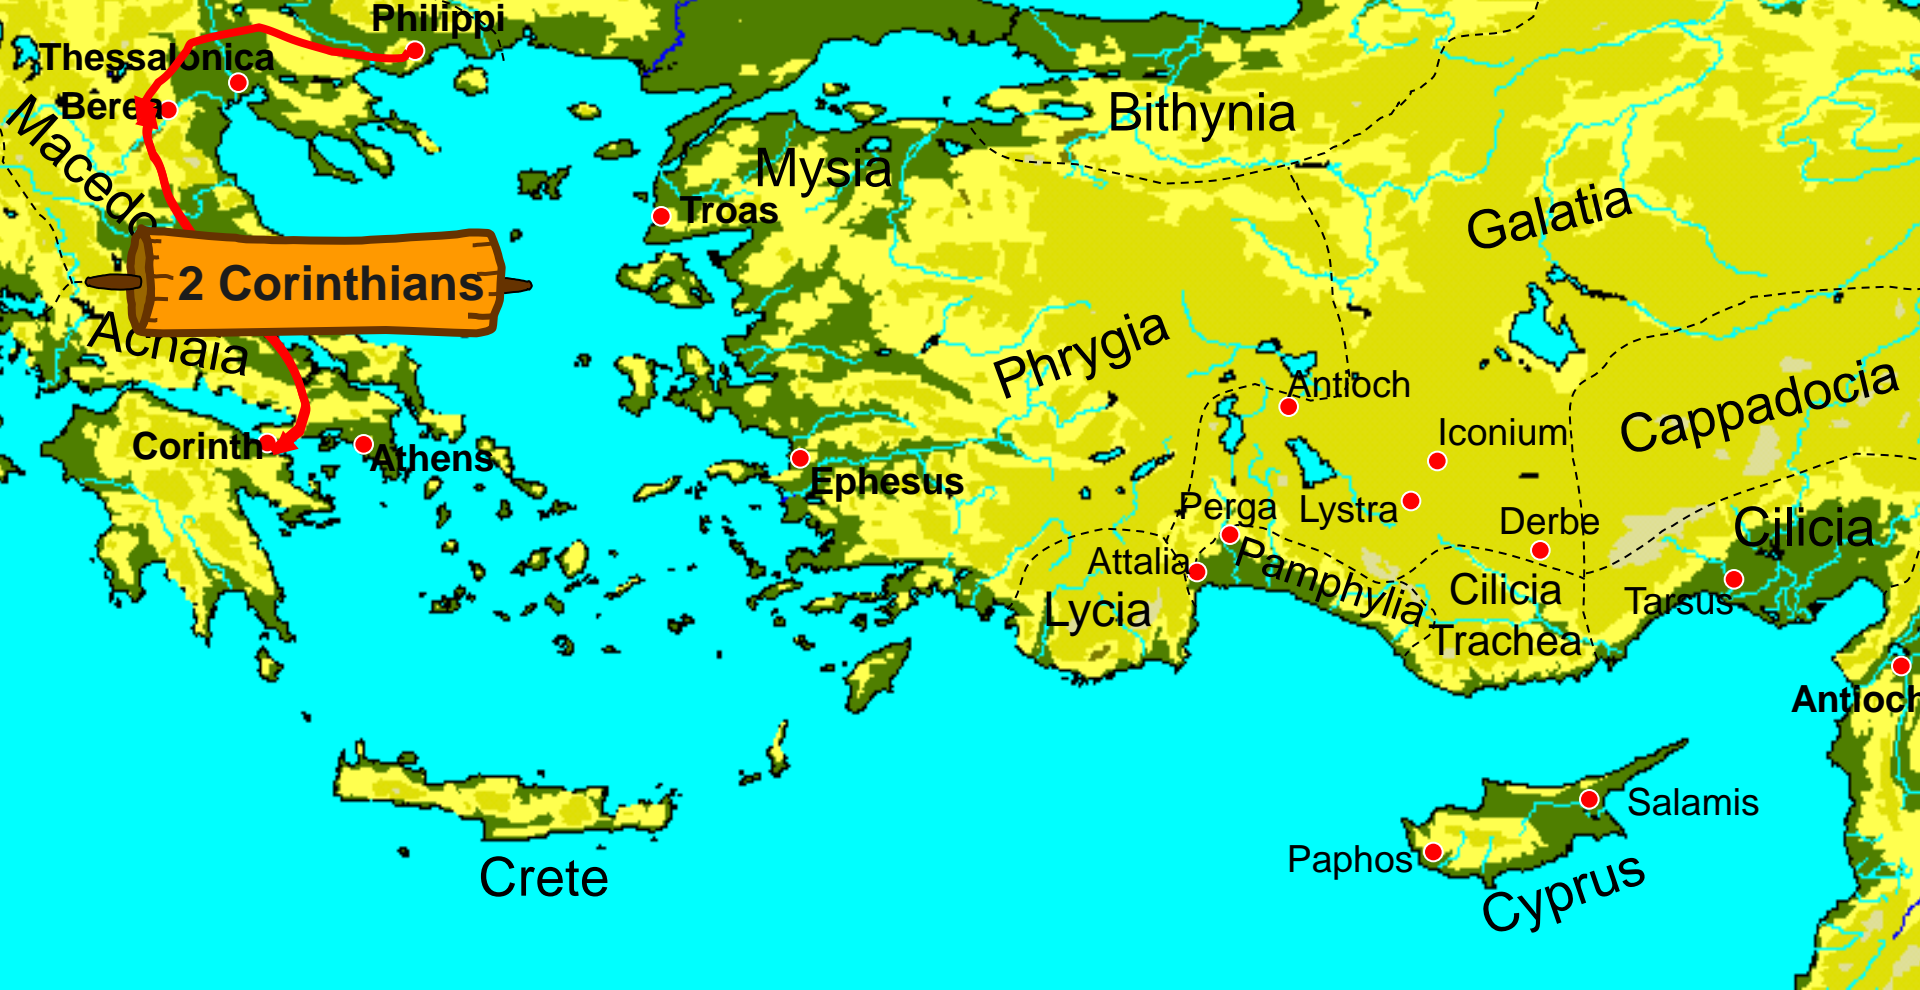 Philippi
Thessalonica
Berea
Macedo
Bithynia
Mysia
Troas
Galatia
2 Corinthians
Achaia
Phrygia
Antioch
Cappadocia
Iconium
Corinth
Athens
Ephesus
Perga
Lystra
Derbe
Cilicia
Attalia
Pamphylia
Lycia
Cilicia
Trachea
Tarsus
Antioch
Salamis
Paphos
Crete
Cyprus